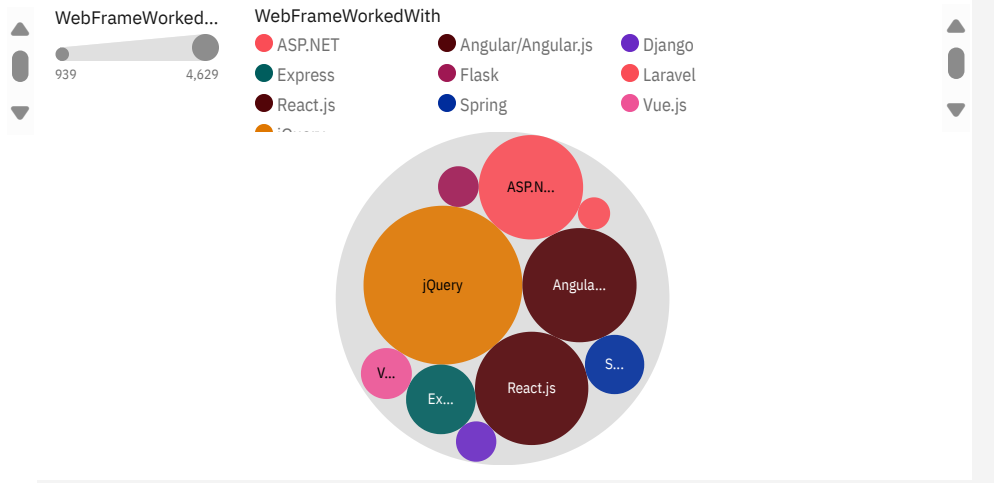 WebFrameWorked...
939 4,629
WebFrameWorkedWith
ASP.NET Angular/Angular.js Django
Express Flask Laravel
React.js Spring Vue.js
jQuery
ASP.N...
jQuery
Angula...
V...
Ex...
React.js
S...